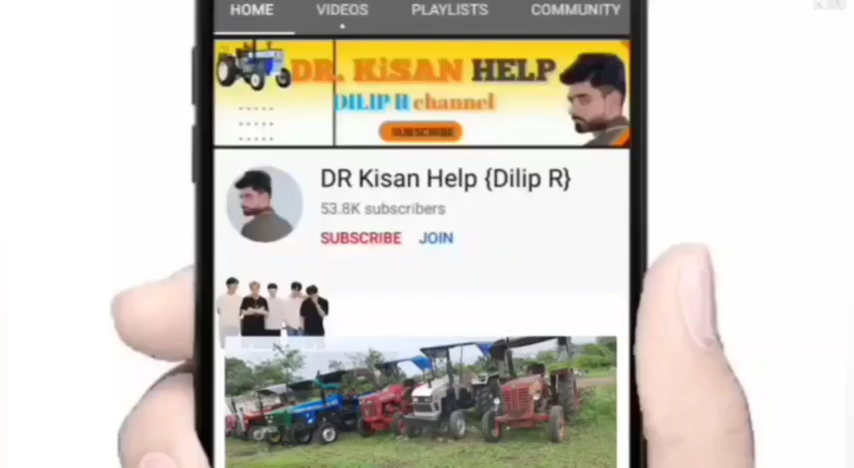 HOME VIDEOS PLAYLISTS COMMUNITY
DR. KiSAN HELP
DILIP R channel
SUBSCRIBE
DR Kisan Help {Dilip R}
53.8K subscribers
SUBSCRIBE JOIN